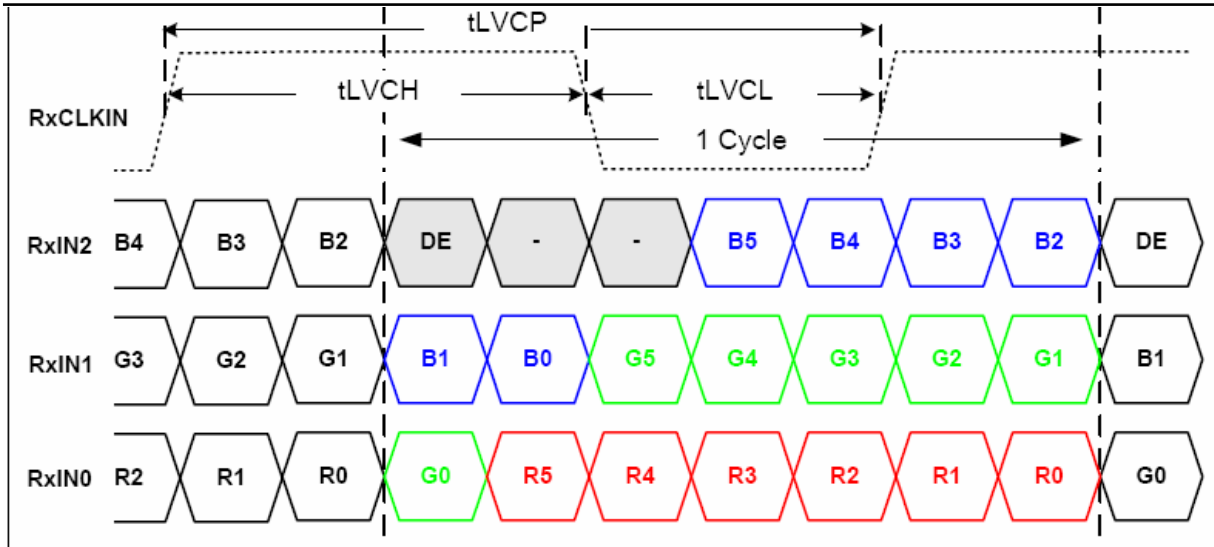 tLVCP
tLVCH tLVCL
RxCLKIN
1 Cycle
RxIN2 B4 B3 B2 DE - - B5 B4 B3 B2 DE
RxIN1 G3 G2 G1 B1 B0 G5 G4 G3 G2 G1 B1
RxIN0 R2 R1 R0 G0 R5 R4 R3 R2 R1 R0 G0